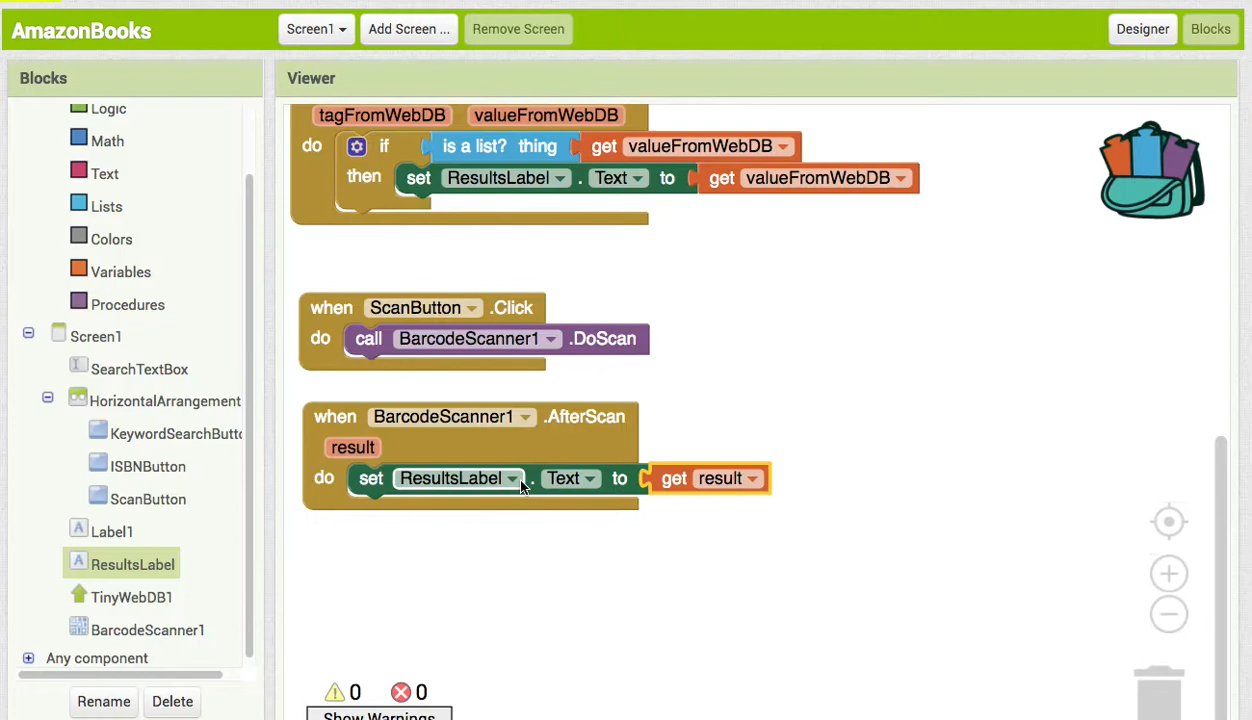 AmazonBooks Screen1 Add Screen ... Remove Screen Designer Blocks
Blocks
Logic
Math
Text
Lists
Colors
Variables
Procedures
Screen1
SearchTextBox
HorizontalArrangement
KeywordSearchButto
ISBNButton
ScanButton
Label1
ResultsLabel
TinyWebDB1
BarcodeScanner1
Any component
Rename Delete
Viewer
tagFromWebDB valueFromWebDB
do if is a list? thing get valueFromWebDB
then set ResultsLabel . Text to get valueFromWebDB
when ScanButton .Click
do call BarcodeScanner1 .DoScan
when BarcodeScanner1 .AfterScan
result
do set ResultsLabel . Text to get result
0 0
Show Warnings